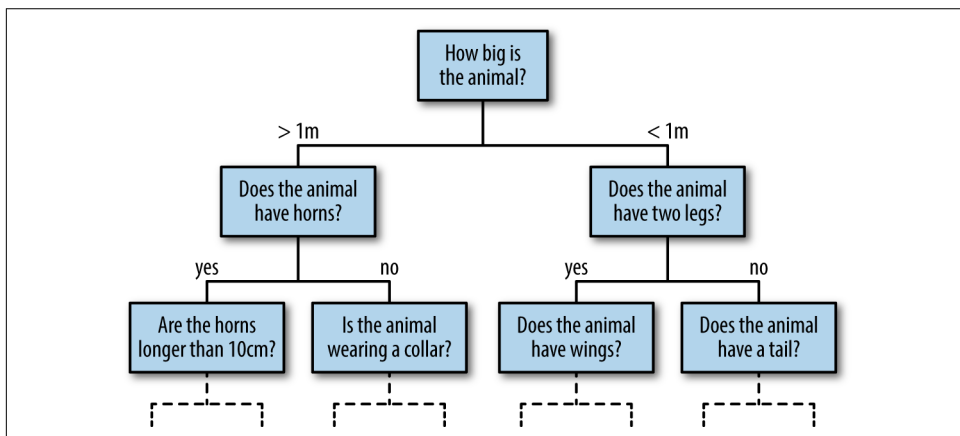 How big is
the animal?
> 1m
< 1m
Does the animal
have horns?
Does the animal
have two legs?
yes
no
yes
no
Are the horns
longer than 10cm?
Is the animal
wearing a collar?
Does the animal
have wings?
Does the animal
have a tail?